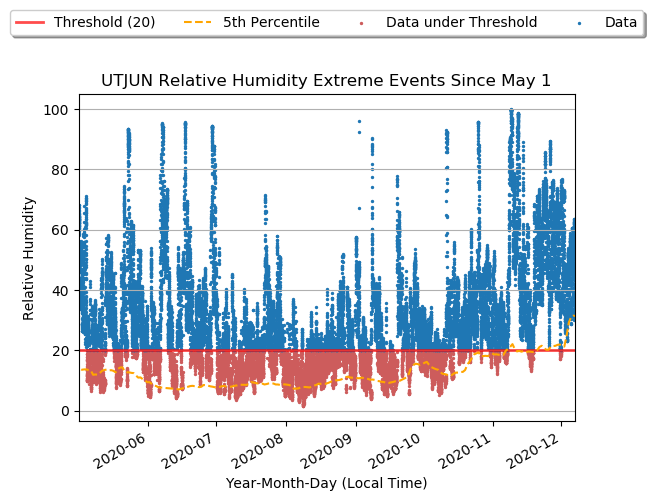 Threshold (20) 5th Percentile Data under Threshold Data
UTJUN Relative Humidity Extreme Events Since May 1
100
80
60
40
20
0
Relative Humidity
2020-06 2020-07 2020-08 2020-09 2020-10 2020-11 2020-12
Year-Month-Day (Local Time)